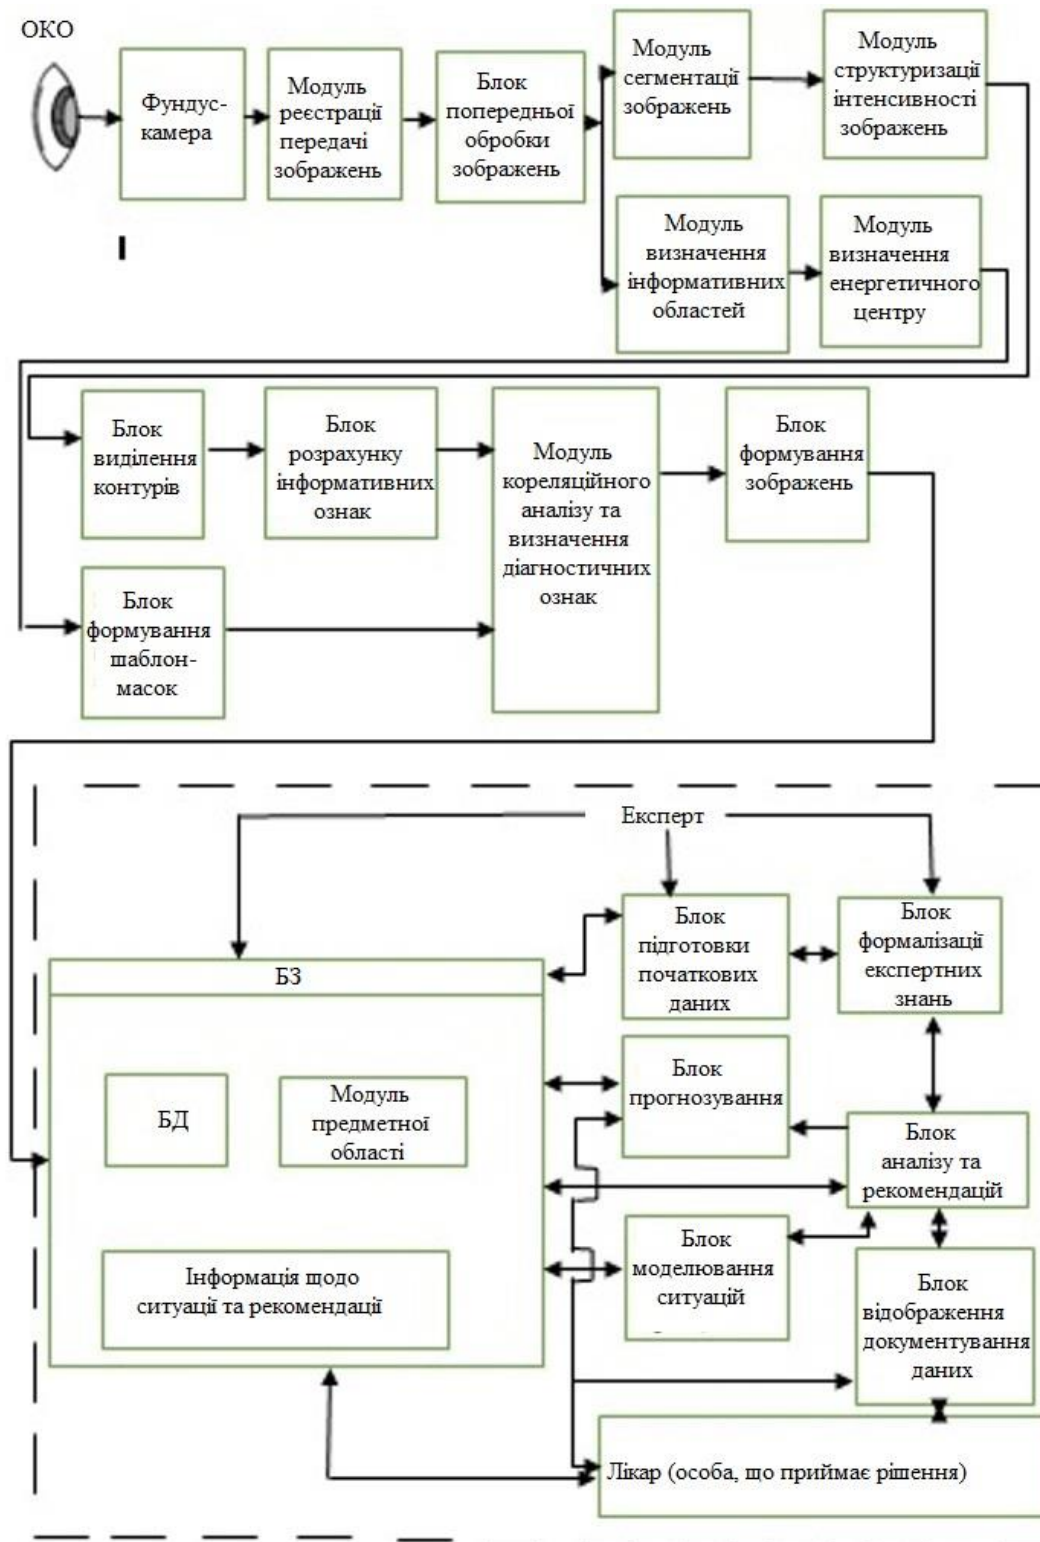 ОКО
Фундус-
камера
Модуль
реєстрації
передачі
зображень
Блок
попередньої
обробки
зображень
Модуль
сегментації
зображень
Модуль
структуризації
інтенсивності
зображень
Модуль
визначення
інформативних
областей
Модуль
визначення
енергетичного
центру
Блок
виділення
контурів
Блок
розрахунку
інформативних
ознак
Модуль
кореляційного
аналізу та
визначення
діагностичних
ознак
Блок
формування
зображень
Блок
формування
шаблон-
масок
Експерт
БЗ
БД
Модуль
предметної
області
Інформація щодо
ситуації та рекомендації
Блок
підготовки
початкових
даних
Блок
формалізації
експертних
знань
Блок
прогнозування
Блок
аналізу та
рекомендацій
Блок
моделювання
ситуацій
Блок
відображення
документування
даних
Лікар (особа, що приймає рішення)